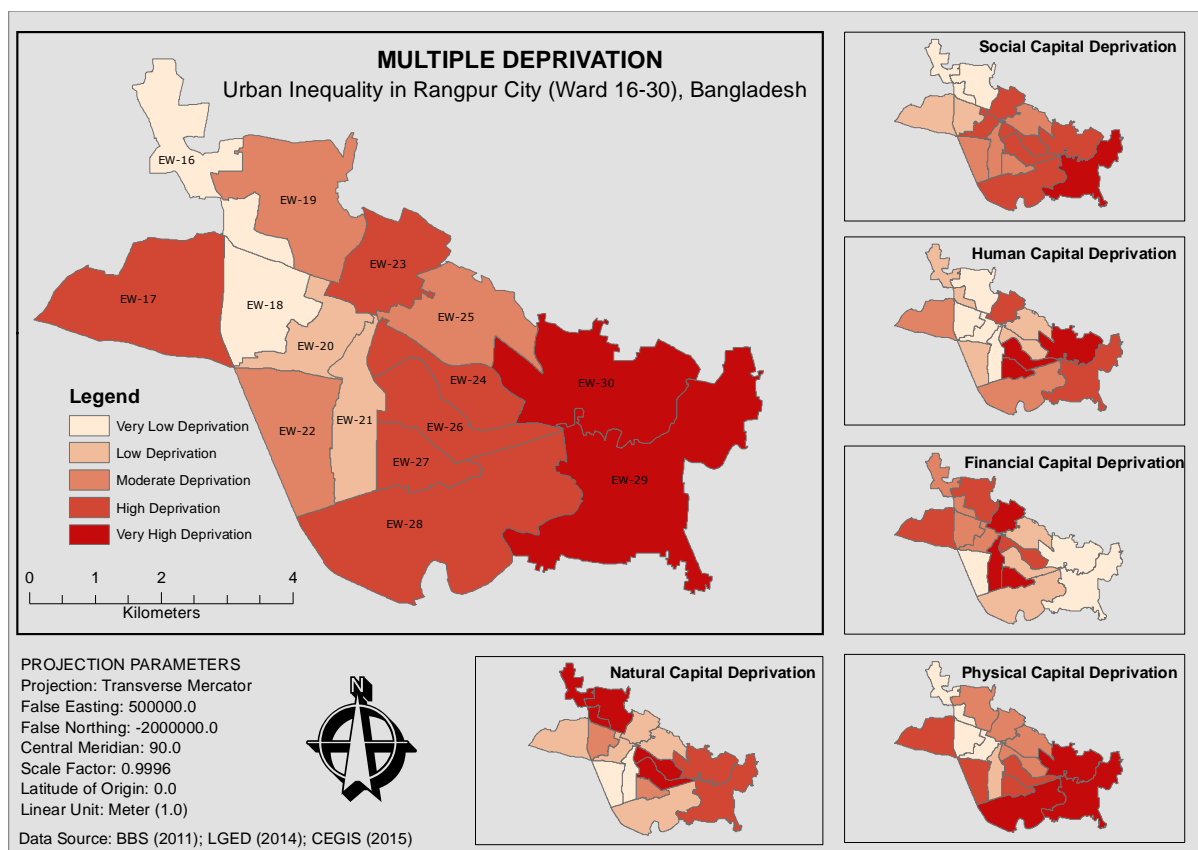 MULTIPLE DEPRIVATION
Urban Inequality in Rangpur City (Ward 16-30), Bangladesh
EW-16
EW-19
EW-23
EW-17
EW-18
EW-25
EW-20
EW-24
EW-30
EW-21
EW-22
EW-26
EW-27
EW-29
EW-28
Legend
Very Low Deprivation
Low Deprivation
Moderate Deprivation
High Deprivation
Very High Deprivation
0 1 2 4
Kilometers
Social Capital Deprivation
Human Capital Deprivation
Financial Capital Deprivation
Natural Capital Deprivation
Physical Capital Deprivation
PROJECTION PARAMETERS
Projection: Transverse Mercator
False Easting: 500000.0
False Northing: -2000000.0
Central Meridian: 90.0
Scale Factor: 0.9996
Latitude of Origin: 0.0
Linear Unit: Meter (1.0)
Data Source: BBS (2011); LGED (2014); CEGIS (2015)
N